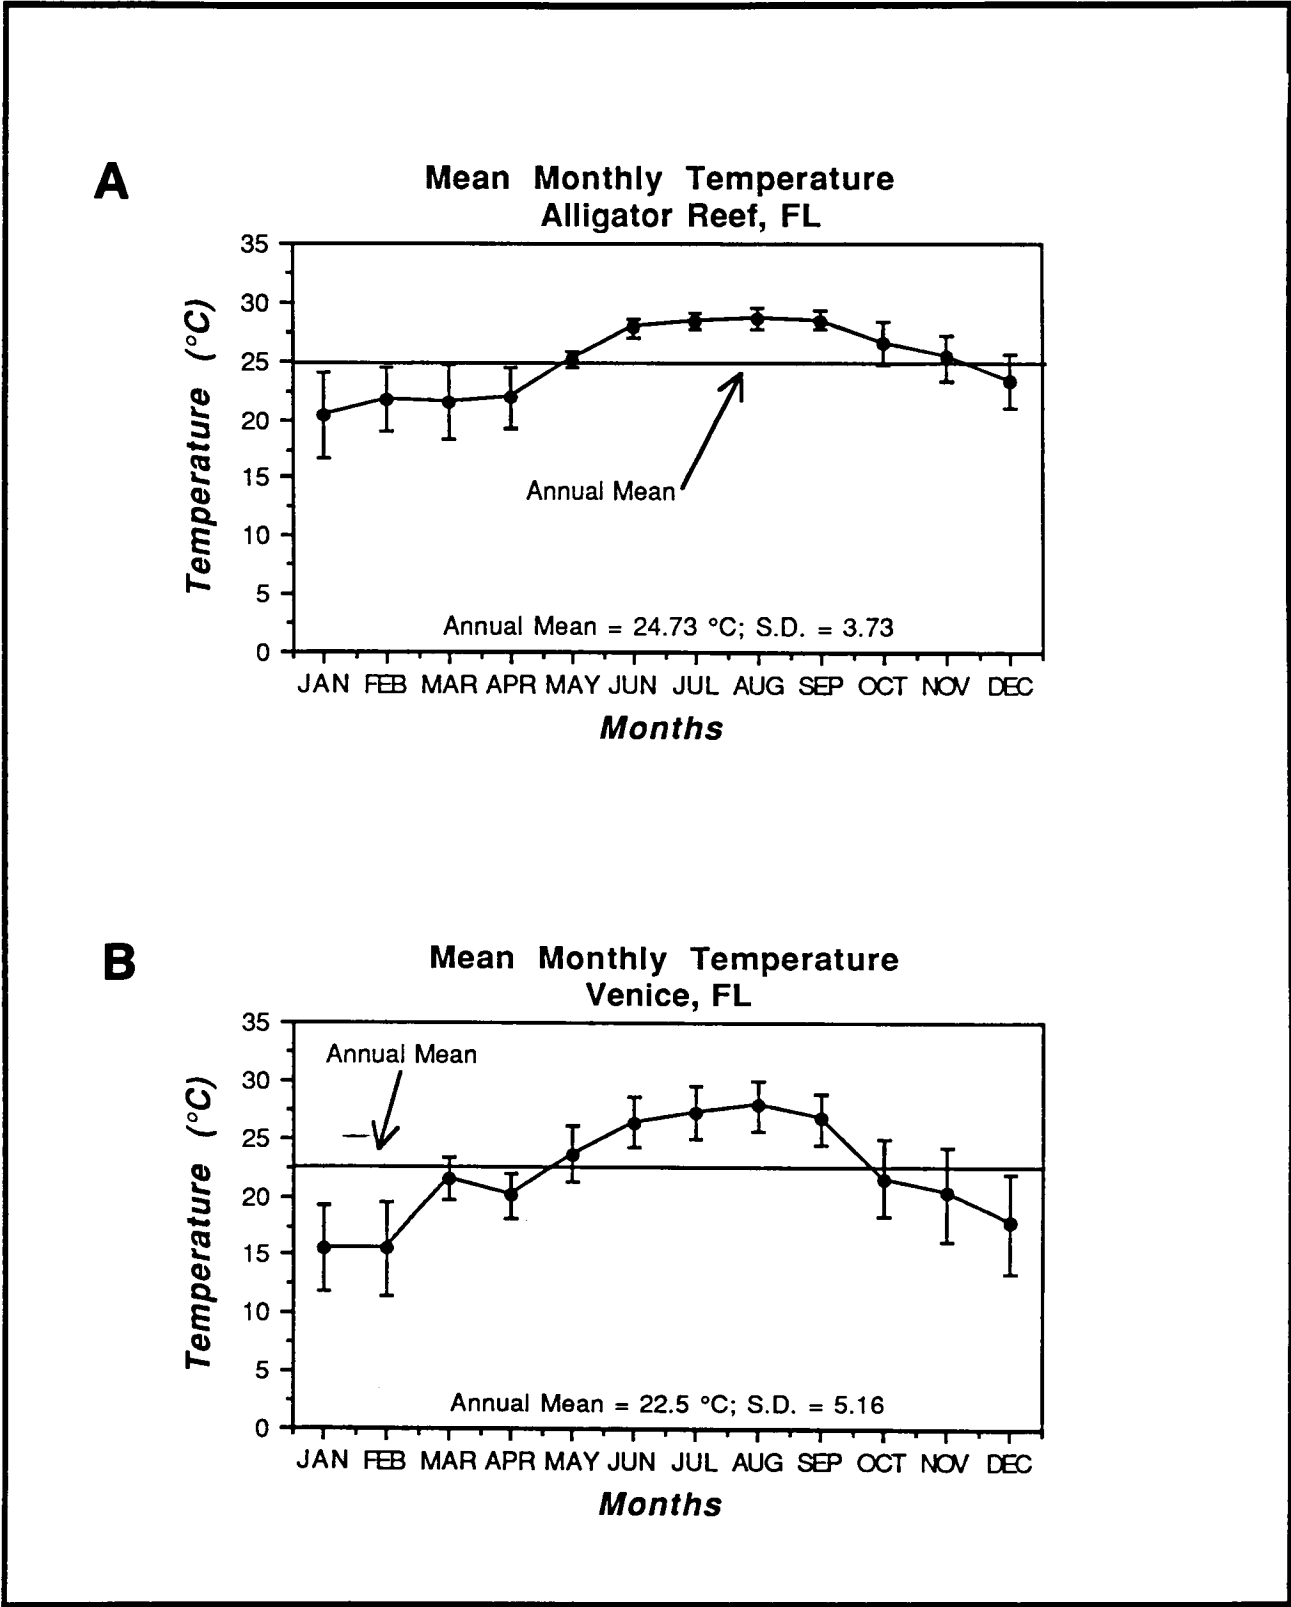 A
Mean Monthly Temperature
Alligator Reef, FL
35
30
25
20
15
10
5
0
Temperature (°C)
Annual Mean
Annual Mean = 24.73 °C; S.D. = 3.73
JAN FEB MAR APR MAY JUN JUL AUG SEP OCT NOV DEC
Months
B
Mean Monthly Temperature
Venice, FL
35
30
25
20
15
10
5
0
Temperature (°C)
Annual Mean
Annual Mean = 22.5 °C; S.D. = 5.16
JAN FEB MAR APR MAY JUN JUL AUG SEP OCT NOV DEC
Months